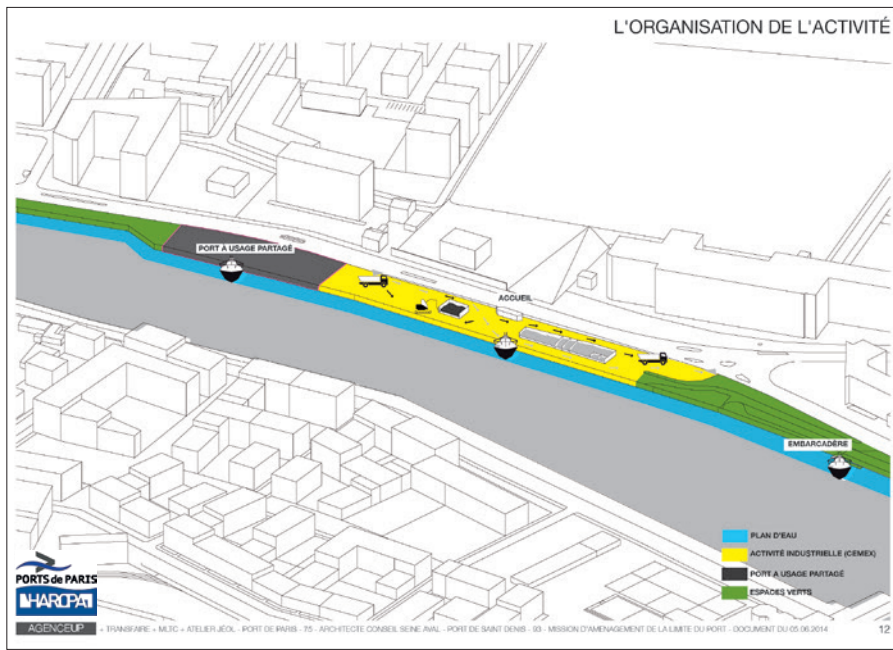 L'ORGANISATION DE L'ACTIVITÉ
PORT À USAGE PARTAGÉ
ACCUEIL
EMBARCADÈRE
PLAN D'EAU
ACTIVITÉ INDUSTRIELLE (CEMEX)
PORT A USAGE PARTAGÉ
ESPACES VERTS
PORTS de PARIS
HAROPA
AGENCEUP + TRANSFAIRE + MLTC + ATELIER JÉOL - PORT DE PARIS - 75 - ARCHITECTE CONSEIL SEINE AVAL - PORT DE SAINT DENIS - 93 - MISSION D'AMENAGEMENT DE LA LIMITE DU PORT - DOCUMENT DU 05.06.2014 12